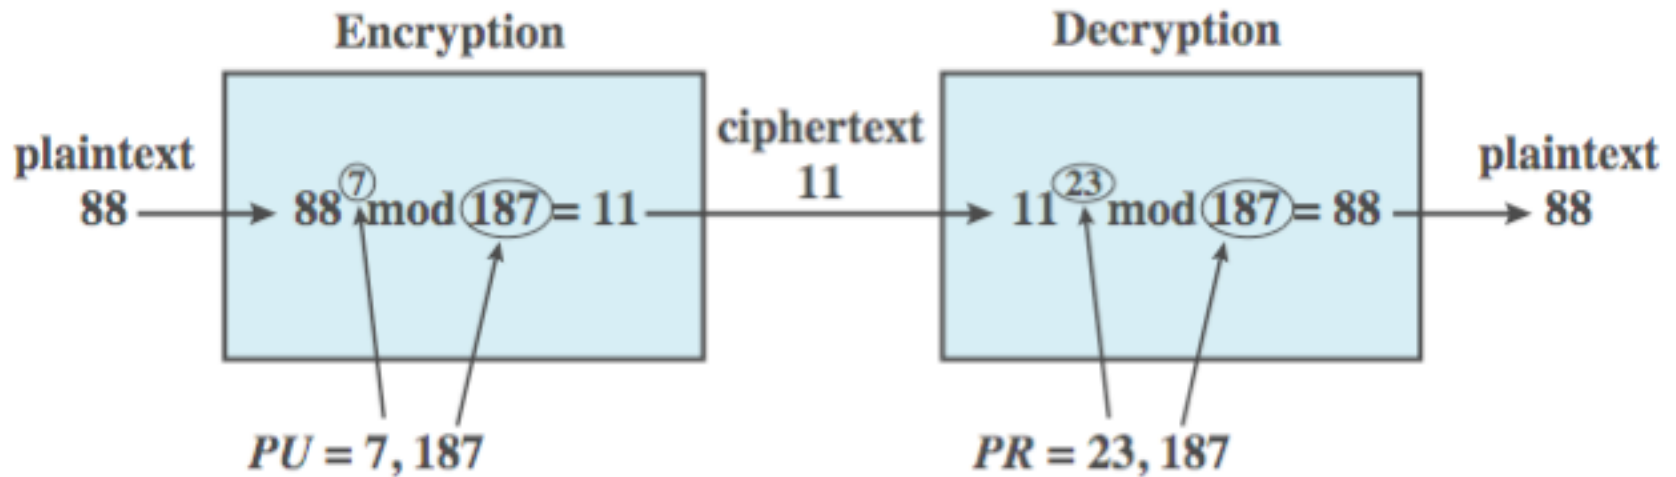 Encryption
Decryption
plaintext
88
88^7 mod 187 = 11
ciphertext
11
11^23 mod 187 = 88
plaintext
88
PU = 7, 187
PR = 23, 187